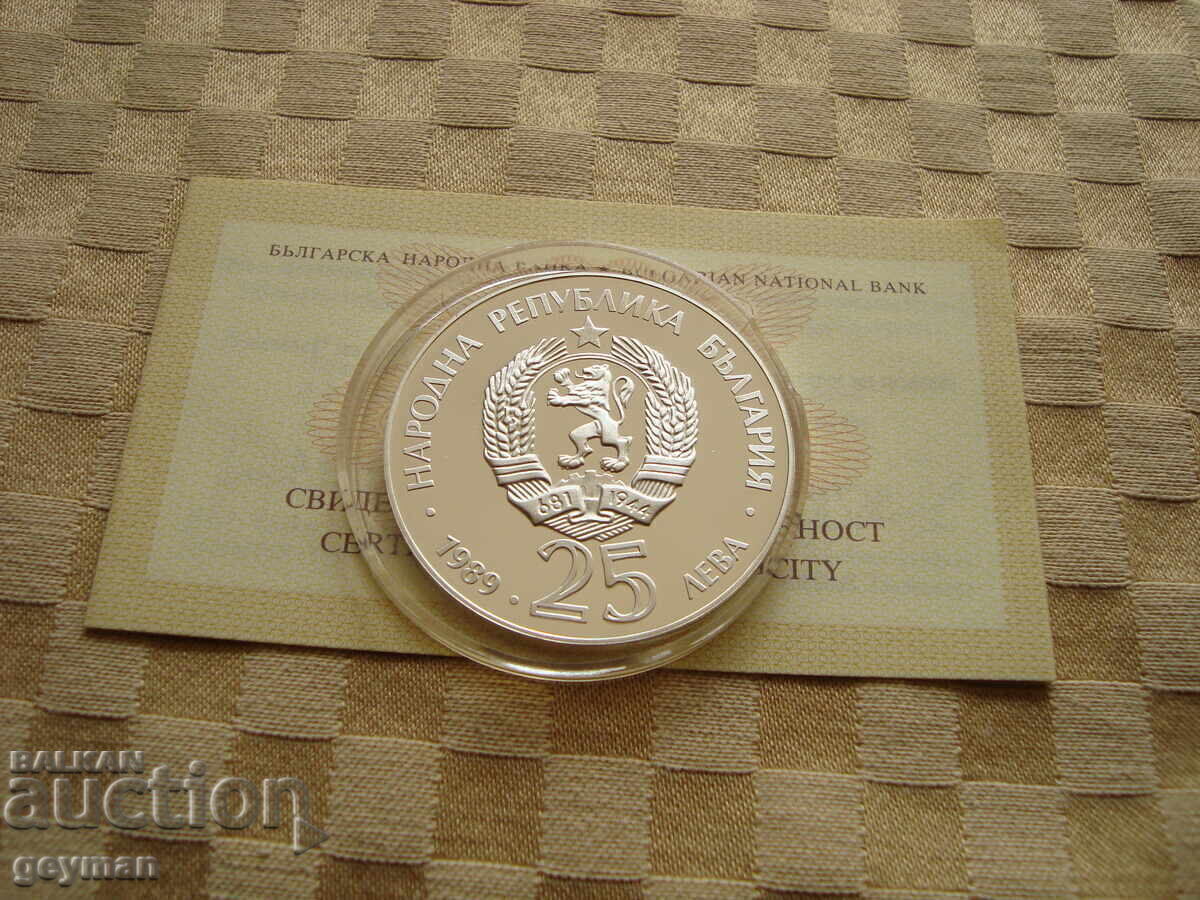 БЪЛГАРСКА НАРОДНА БАНКА • BULGARIAN NATIONAL BANK
• НАРОДНА РЕПУБЛИКА БЪЛГАРИЯ •
681 1944
1989 • 25 ЛЕВА
СВИДЕ НОСТ
CERT CITY
BALKAN
auction
geyman